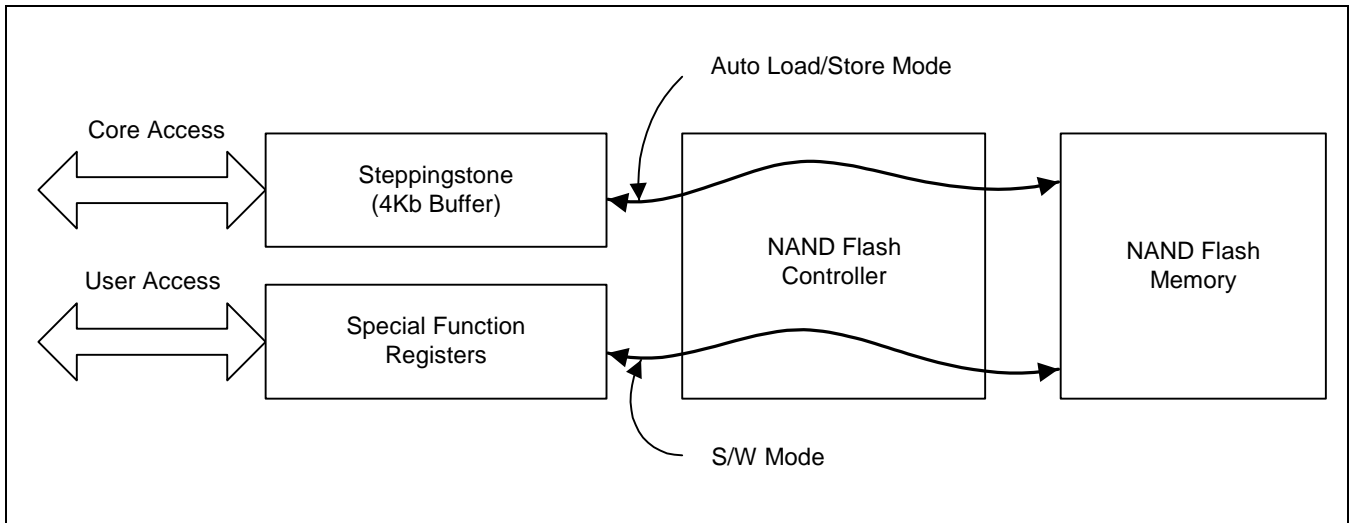 Auto Load/Store Mode
Core Access
Steppingstone
(4Kb Buffer)
NAND Flash
Controller
NAND Flash
Memory
User Access
Special Function
Registers
S/W Mode